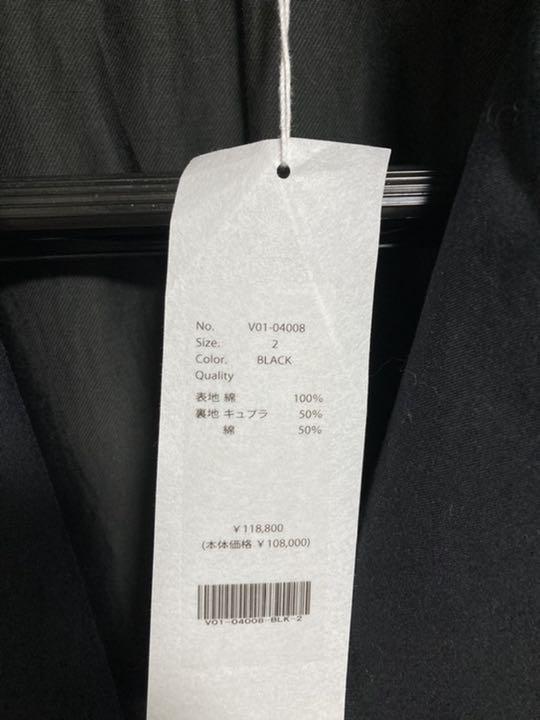 No. V01-04008
Size. 2
Color. BLACK
Quality
表地 綿 100%
裏地 キュプラ 50%
綿 50%
¥118,800
(本体価格 ¥108,000)
V01-04008-BLK-2